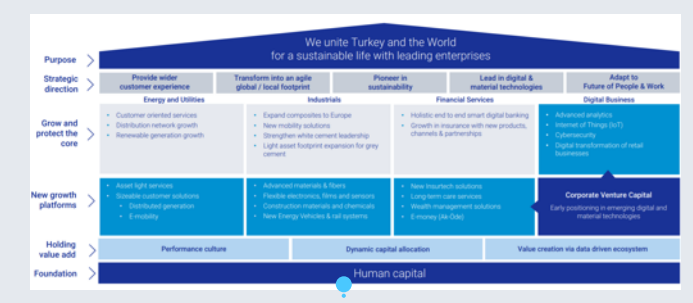 Purpose
We unite Turkey and the World
for a sustainable life with leading enterprises
Strategic
direction
Provide wider
customer experience
Transform into an agile
global / local footprint
Pioneer in
sustainability
Lead in digital &
material technologies
Adapt to
Future of People & Work
Energy and Utilities
Industrials
Financial Services
Digital Business
Grow and
protect the
core
• Customer oriented services
• Distribution network growth
• Renewable generation growth
• Expand composites to Europe
• New mobility solutions
• Strengthen white cement leadership
• Light asset footprint expansion for grey
cement
• Holistic end to end smart digital banking
• Growth in insurance with new products,
channels & partnerships
• Advanced analytics
• Internet of Things (IoT)
• Cybersecurity
• Digital transformation of retail
businesses
New growth
platforms
• Asset light services
• Sizeable customer solutions
• Distributed generation
• E-mobility
• Advanced materials & fibers
• Flexible electronics, films and sensors
• Construction materials and chemicals
• New Energy Vehicles & rail systems
• New Insurtech solutions
• Long-term care services
• Wealth management solutions
• E-money (Ak Öde)
Corporate Venture Capital
Early positioning in emerging digital and
material technologies
Holding
value add
Performance culture
Dynamic capital allocation
Value creation via data driven ecosystem
Foundation
Human capital